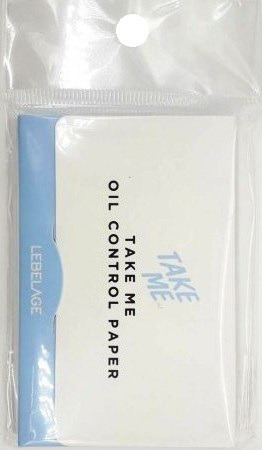 TAKE
ME
TAKE ME
OIL CONTROL PAPER
LEBELAGE